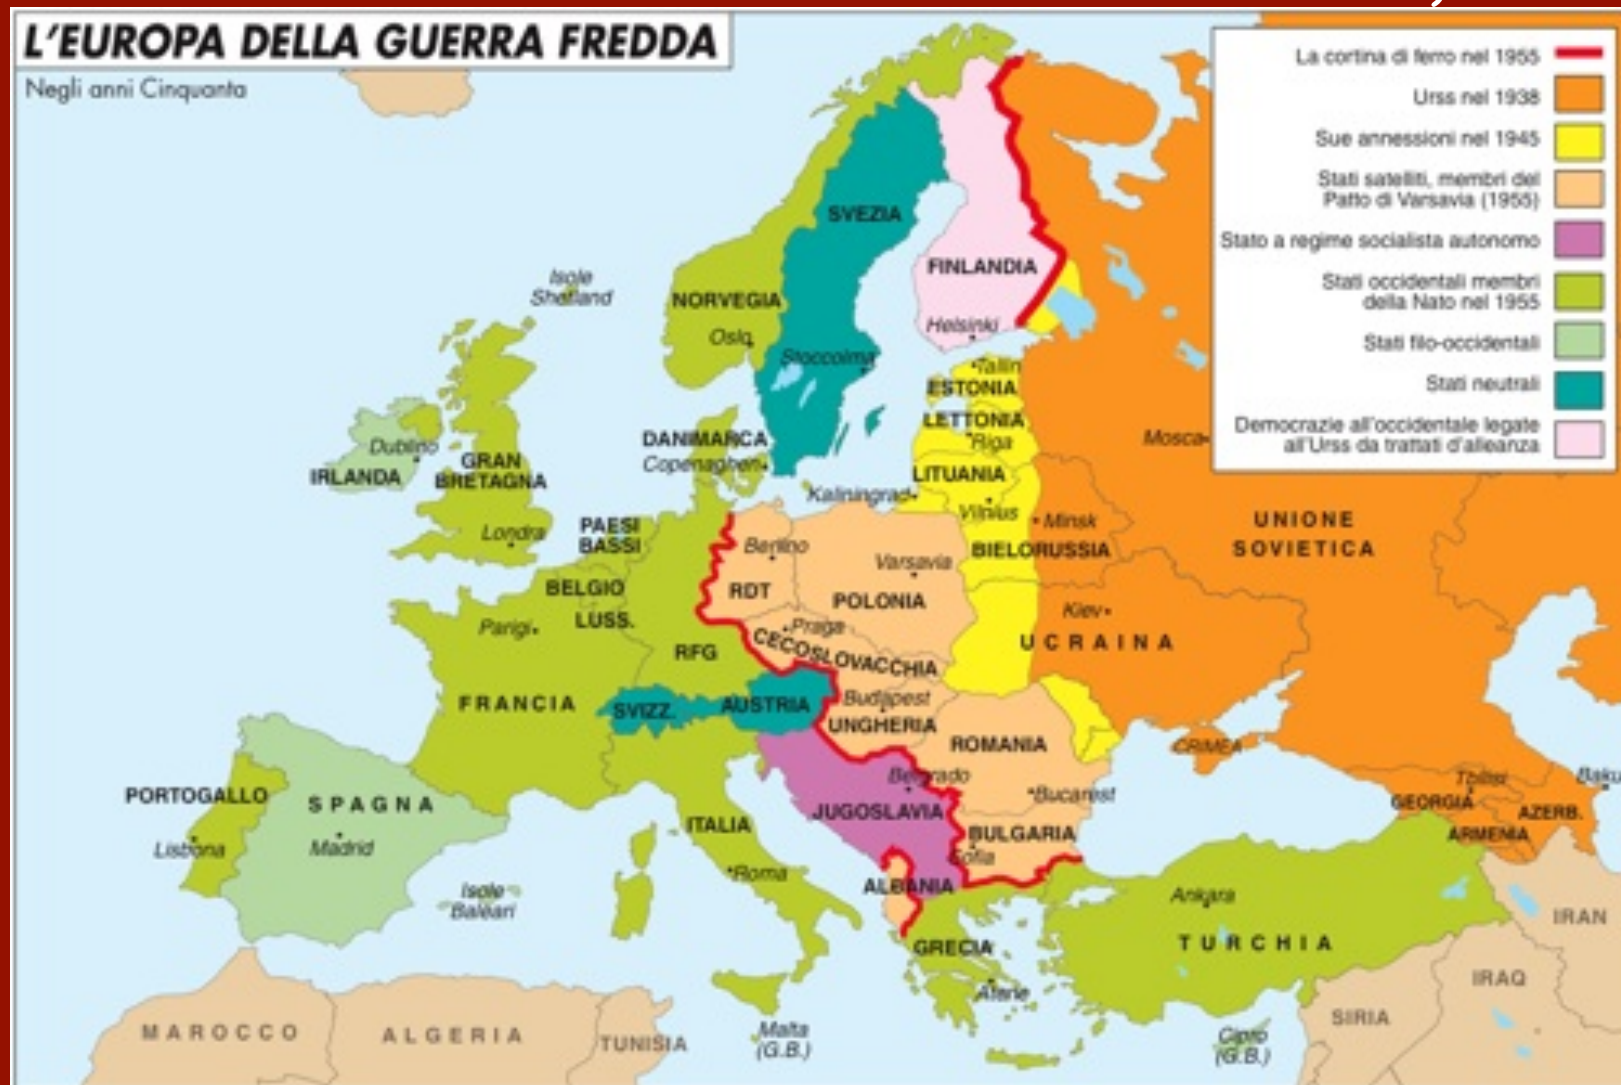 L'EUROPA DELLA GUERRA FREDDA
Negli anni Cinquanta
La cortina di ferro nel 1955
Urss nel 1938
Sue annessioni nel 1945
Stati satelliti, membri del
Patto di Varsavia (1955)
Stato a regime socialista autonomo
Stati occidentali membri
della Nato nel 1955
Stati filo-occidentali
Stati neutrali
Democrazie all'occidentale legate
all'Urss da trattati d'alleanza
SVEZIA
FINLANDIA
Isole
Shetland
NORVEGIA
Oslo
Helsinki
Stoccolma
Tallin
ESTONIA
LETTONIA
Riga
DANIMARCA
Copenaghen
Mosca
Dublino
IRLANDA
GRAN
BRETAGNA
LITUANIA
Kaliningrad
Vilnius
Minsk
UNIONE
SOVIETICA
Londra
PAESI
BASSI
Berlino
BIELORUSSIA
Varsavia
BELGIO
RDT
POLONIA
LUSS.
Kiev
Parigi
Praga
UCRAINA
CECOSLOVACCHIA
RFG
FRANCIA
SVIZZ.
AUSTRIA
Budapest
UNGHERIA
ROMANIA
CRIMEA
Belgrado
Tbilisi
Baku
PORTOGALLO
SPAGNA
Bucarest
GEORGIA
AZERB.
JUGOSLAVIA
ITALIA
BULGARIA
ARMENIA
Lisbona
Madrid
Sofia
Roma
ALBANIA
Isole
Baleari
Ankara
IRAN
GRECIA
TURCHIA
IRAQ
Atene
SIRIA
MAROCCO
ALGERIA
TUNISIA
Malta
(G.B.)
Cipro
(G.B.)